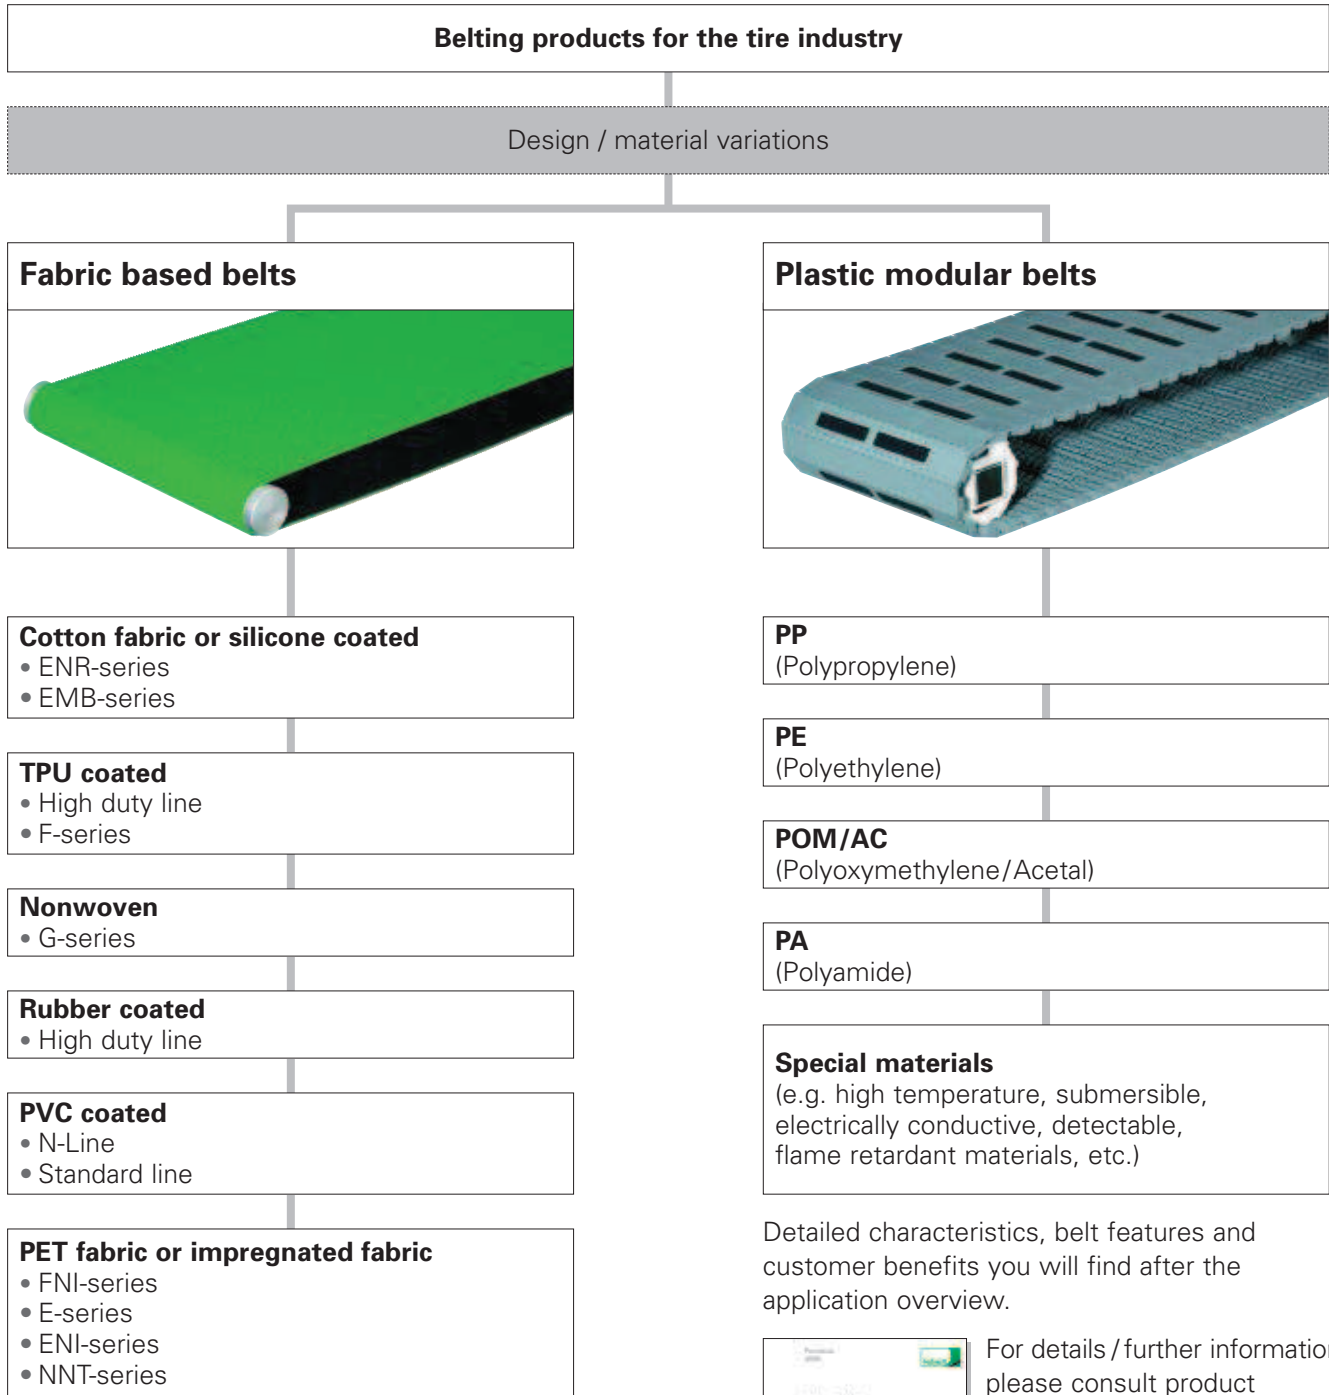 Belting products for the tire industry
Design / material variations
Fabric based belts
Cotton fabric or silicone coated
• ENR-series
• EMB-series
TPU coated
• High duty line
• F-series
Nonwoven
• G-series
Rubber coated
• High duty line
PVC coated
• N-Line
• Standard line
PET fabric or impregnated fabric
• FNI-series
• E-series
• ENI-series
• NNT-series
Plastic modular belts
PP
(Polypropylene)
PE
(Polyethylene)
POM/AC
(Polyoxymethylene/Acetal)
PA
(Polyamide)
Special materials
(e.g. high temperature, submersible,
electrically conductive, detectable,
flame retardant materials, etc.)
Detailed characteristics, belt features and
customer benefits you will find after the
application overview.
For details / further information
please consult product